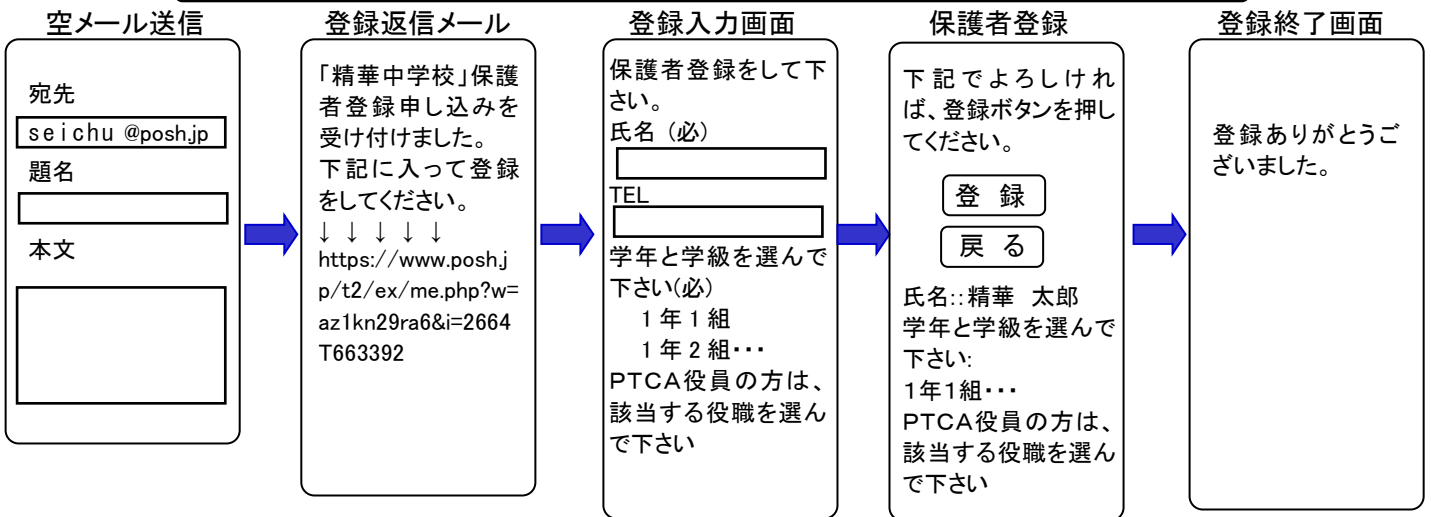 空メール送信
宛先
seichu @posh.jp
題名
本文
登録返信メール
「精華中学校」保護
者登録申し込みを
受け付けました。
下記に入って登録
をしてください。
↓ ↓ ↓ ↓ ↓
https://www.posh.j
p/t2/ex/me.php?w=
az1kn29ra6&i=2664
T663392
登録入力画面
保護者登録をして下
さい。
氏名（必）
TEL
学年と学級を選んで
下さい(必)
1年1組
1年2組・・・
PTCA役員の方は、
該当する役職を選ん
で下さい
保護者登録
下記でよろしけれ
ば、登録ボタンを押し
てください。
登 録
戻 る
氏名::精華 太郎
学年と学級を選んで
下さい:
1年1組・・・
PTCA役員の方は、
該当する役職を選ん
で下さい
登録終了画面
登録ありがとうご
ざいました。